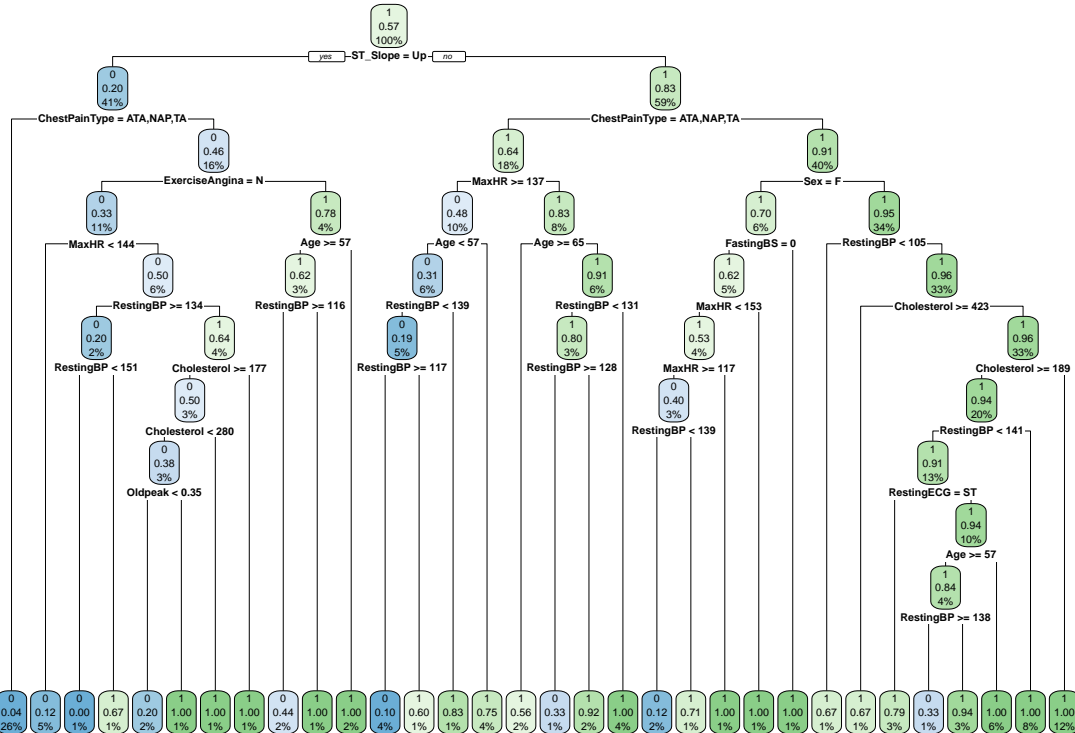 1
0.57
100%
yes ST_Slope = Up no
0 1
0.20 0.83
41% 59%
ChestPainType = ATA,NAP,TA ChestPainType = ATA,NAP,TA
0 1 1
0.46 0.64 0.91
16% 18% 40%
ExerciseAngina = N MaxHR >= 137 Sex = F
0 1 0 1 1 1
0.33 0.78 0.48 0.83 0.70 0.95
11% 4% 10% 8% 6% 34%
MaxHR < 144 Age >= 57 Age < 57 Age >= 65 FastingBS = 0 RestingBP < 105
0 1 0 1 1 1
0.50 0.62 0.31 0.91 0.62 0.96
6% 3% 6% 6% 5% 33%
RestingBP >= 134 RestingBP >= 116 RestingBP < 139 RestingBP < 131 MaxHR < 153 Cholesterol >= 423
0 1 0 1 1 1
0.20 0.64 0.19 0.80 0.53 0.96
2% 4% 5% 3% 4% 33%
RestingBP < 151 Cholesterol >= 177 RestingBP >= 117 RestingBP >= 128 MaxHR >= 117 Cholesterol >= 189
0 0 1
0.50 0.40 0.94
3% 3% 20%
Cholesterol < 280 RestingBP < 139 RestingBP < 141
0 1
0.38 0.91
3% 13%
Oldpeak < 0.35 RestingECG = ST
1
0.94
10%
Age >= 57
1
0.84
4%
RestingBP >= 138
0 0 0 1 0 1 1 1 0 1 1 0 1 1 1 1 0 1 1 0 1 1 1 1 1 1 1 0 1 1 1 1
0.04 0.12 0.00 0.67 0.20 1.00 1.00 1.00 0.44 1.00 1.00 0.10 0.60 0.83 0.75 0.56 0.33 0.92 1.00 0.12 0.71 1.00 1.00 1.00 0.67 0.67 0.79 0.33 0.94 1.00 1.00 1.00
26% 5% 1% 1% 2% 1% 1% 1% 2% 1% 2% 4% 1% 1% 4% 2% 1% 2% 4% 2% 1% 1% 1% 1% 1% 1% 3% 1% 3% 6% 8% 12%